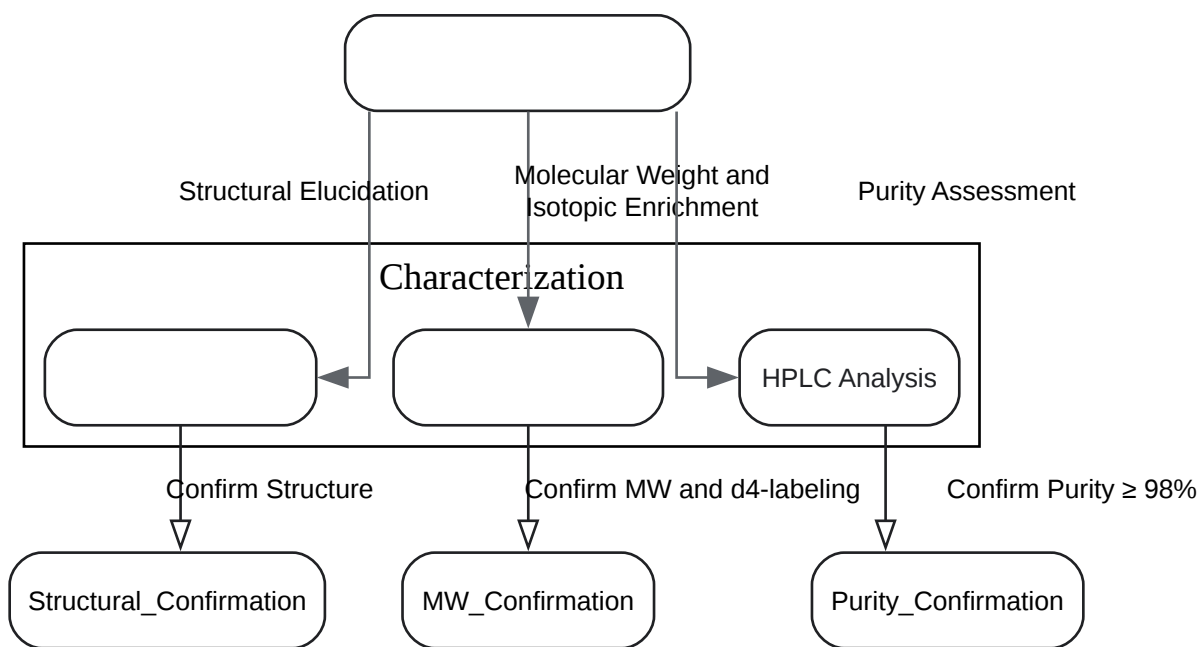 Structural Elucidation
Molecular Weight and
Isotopic Enrichment
Purity Assessment
Characterization
HPLC Analysis
Confirm Structure
Confirm MW and d4-labeling
Confirm Purity ≥ 98%
Structural_Confirmation
MW_Confirmation
Purity_Confirmation